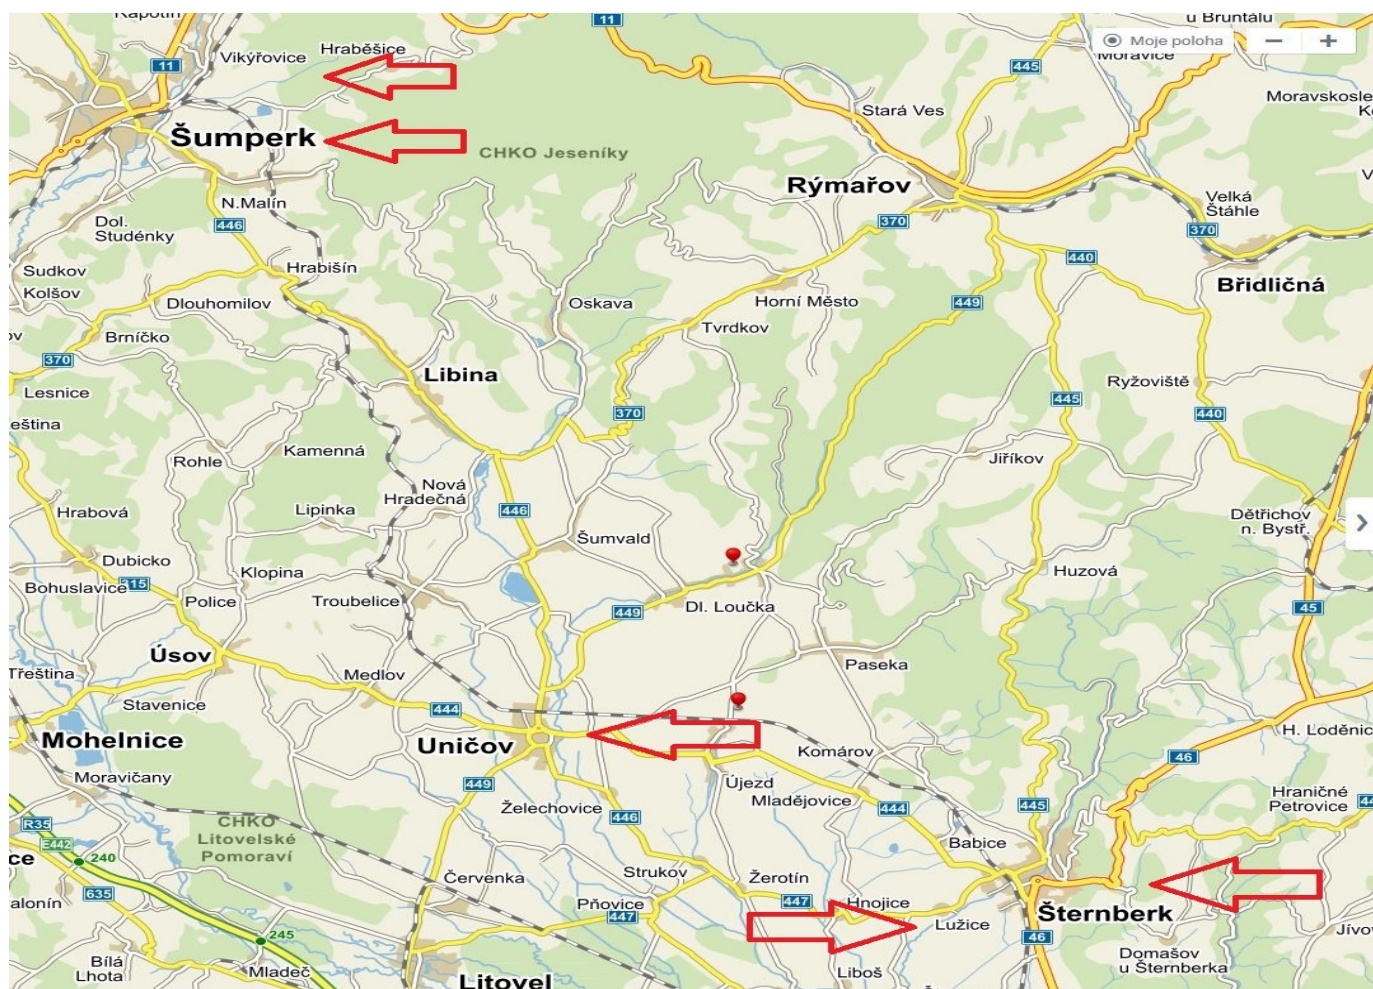 Rapotín
11
u Bruntálu
Moje poloha
Moravice
Hraběšice
Vikýřovice
11
445
Stará Ves
Šumperk
CHKO Jeseníky
Rýmařov
Velká
Štáhle
N.Malín
370
370
Dol.
Studénky
446
440
Sudkov
Hrabišín
Břidličná
Kolšov
Dlouhomilov
Oskava
Horní Město
449
Brníčko
Tvrdkov
370
Libina
Ryžoviště
Lesnice
445
370
440
Rohle
Kamenná
Jiříkov
Nová
Hradečná
Hrabová
Lipinka
446
Dětřichov
n. Bystř.
Šumvald
Dubicko
Klopina
Huzová
Bohuslavice
315
Police
Troubelice
449
Dl. Loučka
45
Úsov
Paseka
Třeština
Medlov
Stavenice
444
Mohelnice
Uničov
Komárov
H. Loděnice
46
Moravičany
449
Újezd
Mladějovice
Hraničné
Petrovice
Želechovice
444
445
R35
CHKO
Litovelské
Pomoraví
446
E442
240
Babice
635
Červenka
Strukov
Žerotín
Pňovice
447
447
Hnojice
Lužice
Šternberk
46
245
Bílá
Lhota
Mladeč
Litovel
Liboš
Domašov
u Šternberka